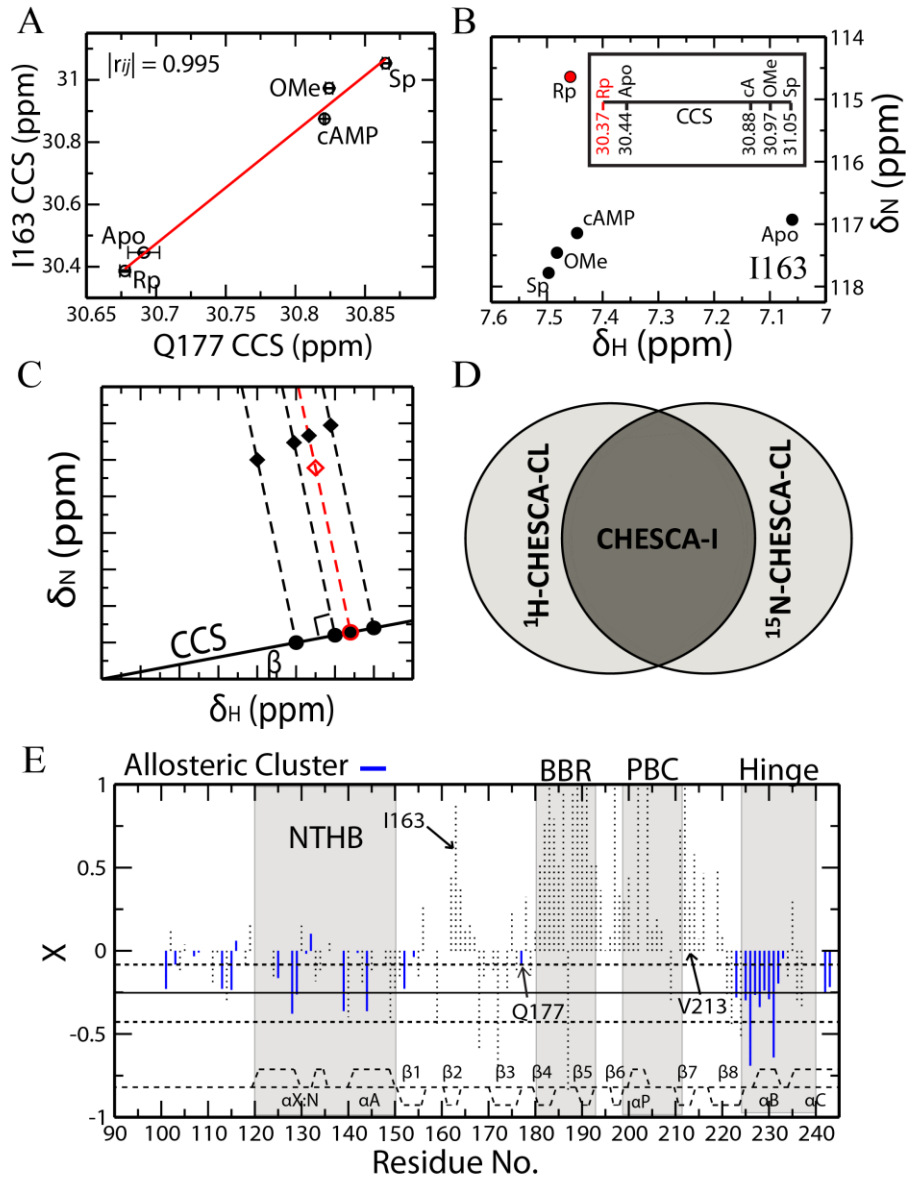 A
|rij| = 0.995
I163 CCS (ppm)
31
30.8
30.6
30.4
OMe
Sp
cAMP
Apo
Rp
30.65
30.7
30.75
30.8
30.85
Q177 CCS (ppm)
B
Rp
30.37 Rp
30.44 Apo
CCS
30.88 cA
30.97 OMe
31.05 Sp
cAMP
OMe
Sp
Apo
I163
114
115
116
117
118
δN (ppm)
7.6
7.5
7.4
7.3
7.2
7.1
7
δH (ppm)
C
δN (ppm)
CCS
β
δH (ppm)
D
1H-CHESCA-CL
CHESCA-I
15N-CHESCA-CL
E
Allosteric Cluster
BBR
PBC
Hinge
1
0.5
0
-0.5
-1
X
NTHB
I163
Q177
V213
αX:N
αA
β1
β2
β3
β4
β5
β6
αP
β7
β8
αB
αC
90 100 110 120 130 140 150 160 170 180 190 200 210 220 230 240
Residue No.